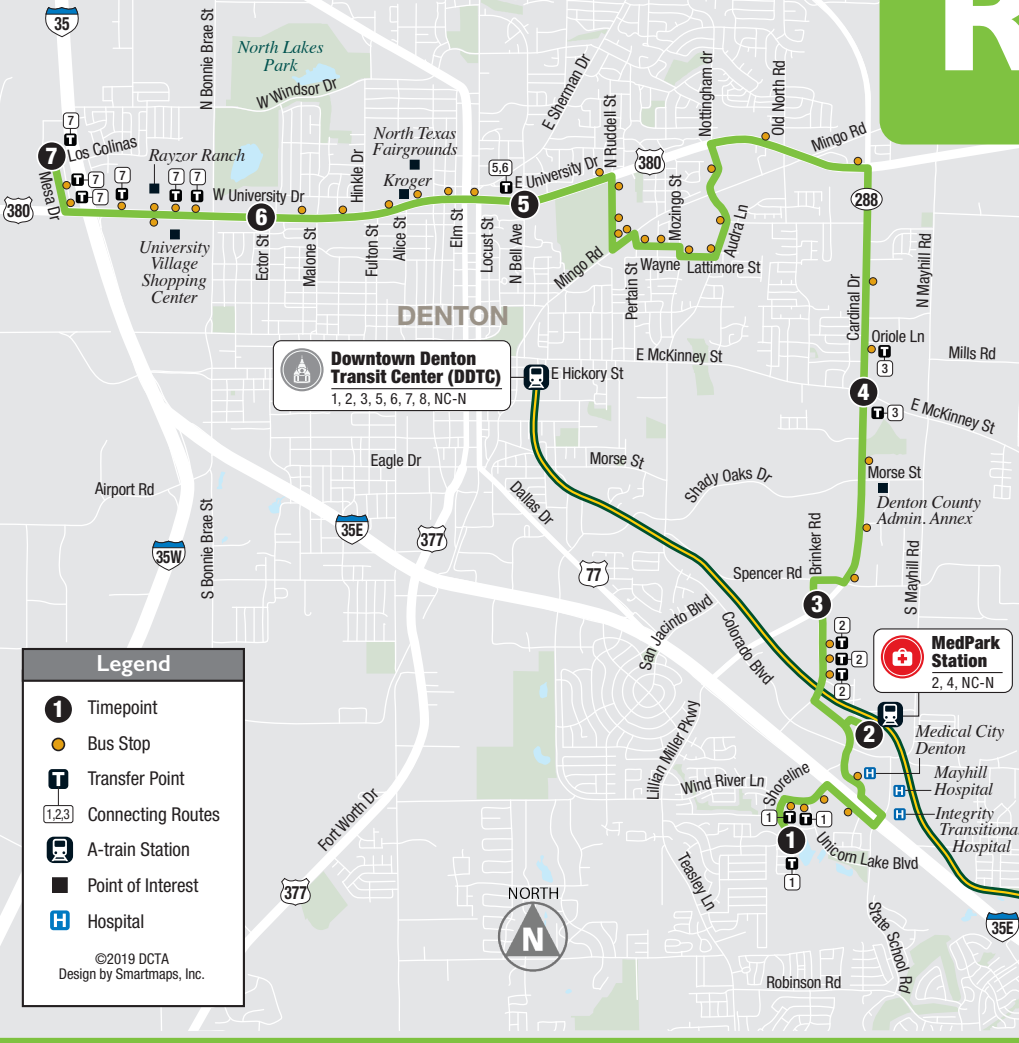 R
35
North Lakes
Park
N Bonnie Brae St
W Windsor Dr
E Sherman Dr
Nottingham dr
Old North Rd
Mingo Rd
7
7
Los Colinas
Mesa Dr
380
7
7
7
Rayzor Ranch
7
7
W University Dr
6
University
Village
Shopping
Center
Hinkle Dr
North Texas
Fairgrounds
Kroger
5,6
E University Dr
5
N Ruddell St
380
288
Ector St
Malone St
Fulton St
Alice St
Elm St
Locust St
N Bell Ave
Mingo Rd
Pertain St
Wayne
Mozingo St
Lattimore St
Audra Ln
Cardinal Dr
N Mayhill Rd
DENTON
Downtown Denton
Transit Center (DDTC)
1, 2, 3, 5, 6, 7, 8, NC-N
E Hickory St
E McKinney St
Oriole Ln
T
3
Mills Rd
4
T
3
E McKinney St
Eagle Dr
Morse St
Shady Oaks Dr
Morse St
Denton County
Admin. Annex
Airport Rd
S Bonnie Brae St
35W
35E
377
Dallas Dr
77
Brinker Rd
Spencer Rd
S Mayhill Rd
3
San Jacinto Blvd
Colorado Blvd
2
T
T
2
T
2
MedPark
Station
2, 4, NC-N
2
Medical City
Denton
H
Mayhill
Hospital
H
Integrity
Transitional
Hospital
H
Lillian Miller Pkwy
Wind River Ln
Shoreline
1
T
T
1
1
Unicorn Lake Blvd
T
1
Teasley Ln
State School Rd
35E
Robinson Rd
Fort Worth Dr
377
NORTH
N
Legend
1
Timepoint
Bus Stop
T
Transfer Point
1,2,3
Connecting Routes
A-train Station
Point of Interest
H
Hospital
©2019 DCTA
Design by Smartmaps, Inc.